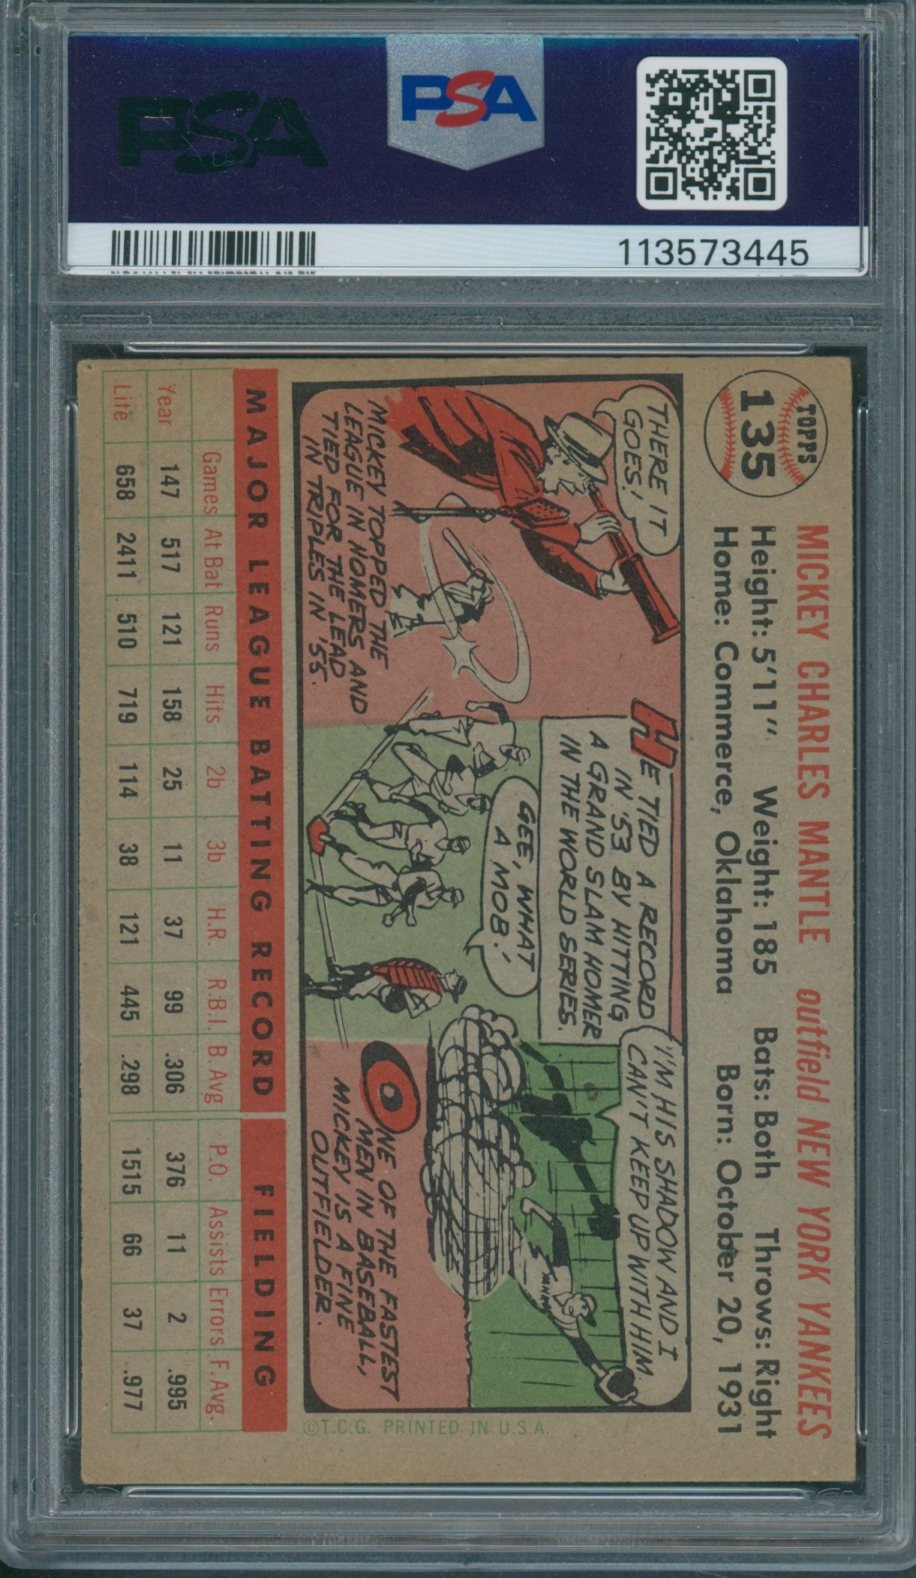 PSA
PSA
113573445
TOPPS
135
MICKEY CHARLES MANTLE outfield NEW YORK YANKEES
Height: 5'11" Weight: 185 Bats: Both Throws: Right
Home: Commerce, Oklahoma Born: October 20, 1931
THERE IT
GOES!
MICKEY TOPPED THE
LEAGUE IN HOMERS AND
TIED FOR THE LEAD
IN TRIPLES IN '55.
HE TIED A RECORD
IN '53 BY HITTING
A GRAND SLAM HOMER
IN THE WORLD SERIES.
GEE, WHAT
A MOB!
I'M HIS SHADOW AND I
CAN'T KEEP UP WITH HIM.
ONE OF THE FASTEST
MEN IN BASEBALL,
MICKEY IS A FINE
OUTFIELDER.
©T.C.G. PRINTED IN U.S.A.
MAJOR LEAGUE BATTING RECORD FIELDING
Games At Bat Runs Hits 2b 3b H.R. R.B.I. B.Avg P.O. Assists Errors F.Avg.
Year 147 517 121 158 25 11 37 99 .306 376 11 2 .995
Life 658 2411 510 719 114 38 121 445 .298 1515 66 37 .977